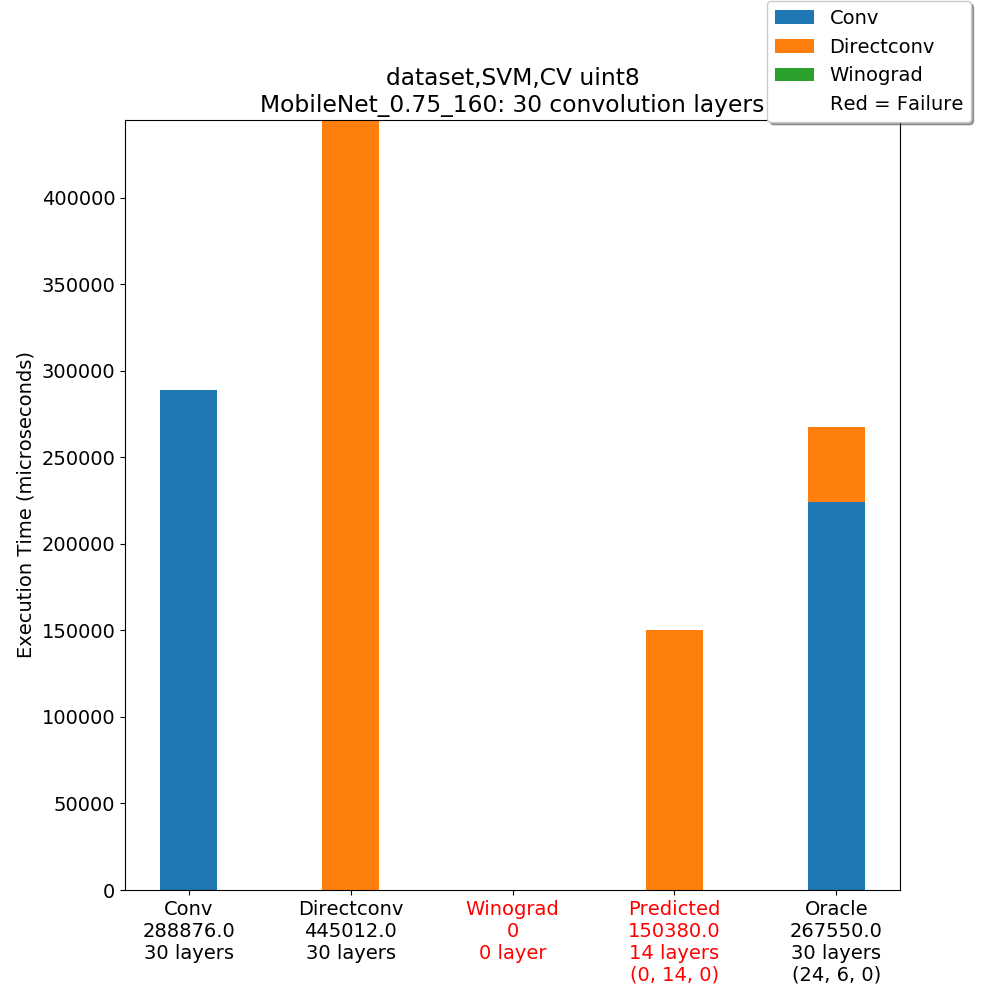 Conv
Directconv
Winograd
Red = Failure
dataset,SVM,CV uint8
MobileNet_0.75_160: 30 convolution layers
Execution Time (microseconds)
400000
350000
300000
250000
200000
150000
100000
50000
0
Conv
288876.0
30 layers
Directconv
445012.0
30 layers
Winograd
0
0 layer
Predicted
150380.0
14 layers
(0, 14, 0)
Oracle
267550.0
30 layers
(24, 6, 0)